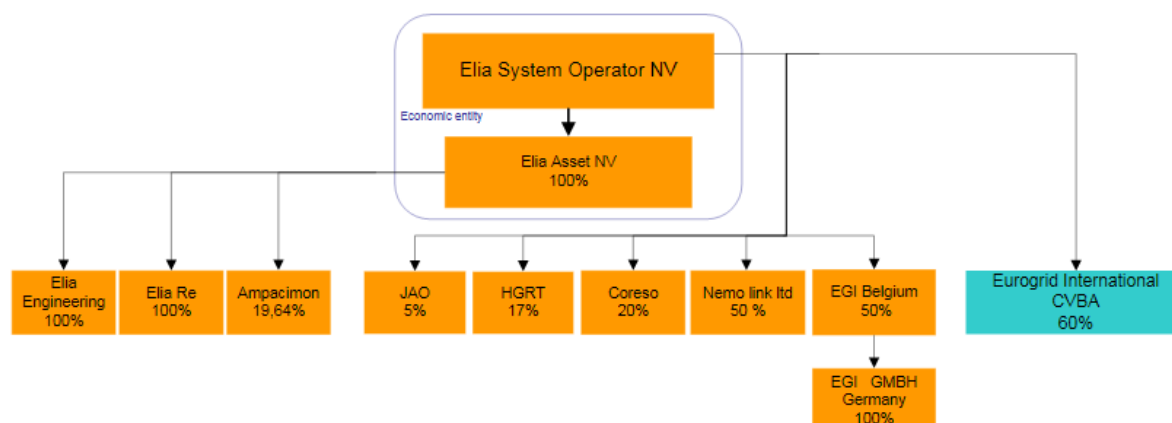 Elia System Operator NV
Economic entity
Elia Asset NV
100%
Elia
Engineering
100%
Elia Re
100%
Ampacimon
19,64%
JAO
5%
HGRT
17%
Coreso
20%
Nemo link ltd
50 %
EGI Belgium
50%
Eurogrid International
CVBA
60%
EGI GMBH
Germany
100%